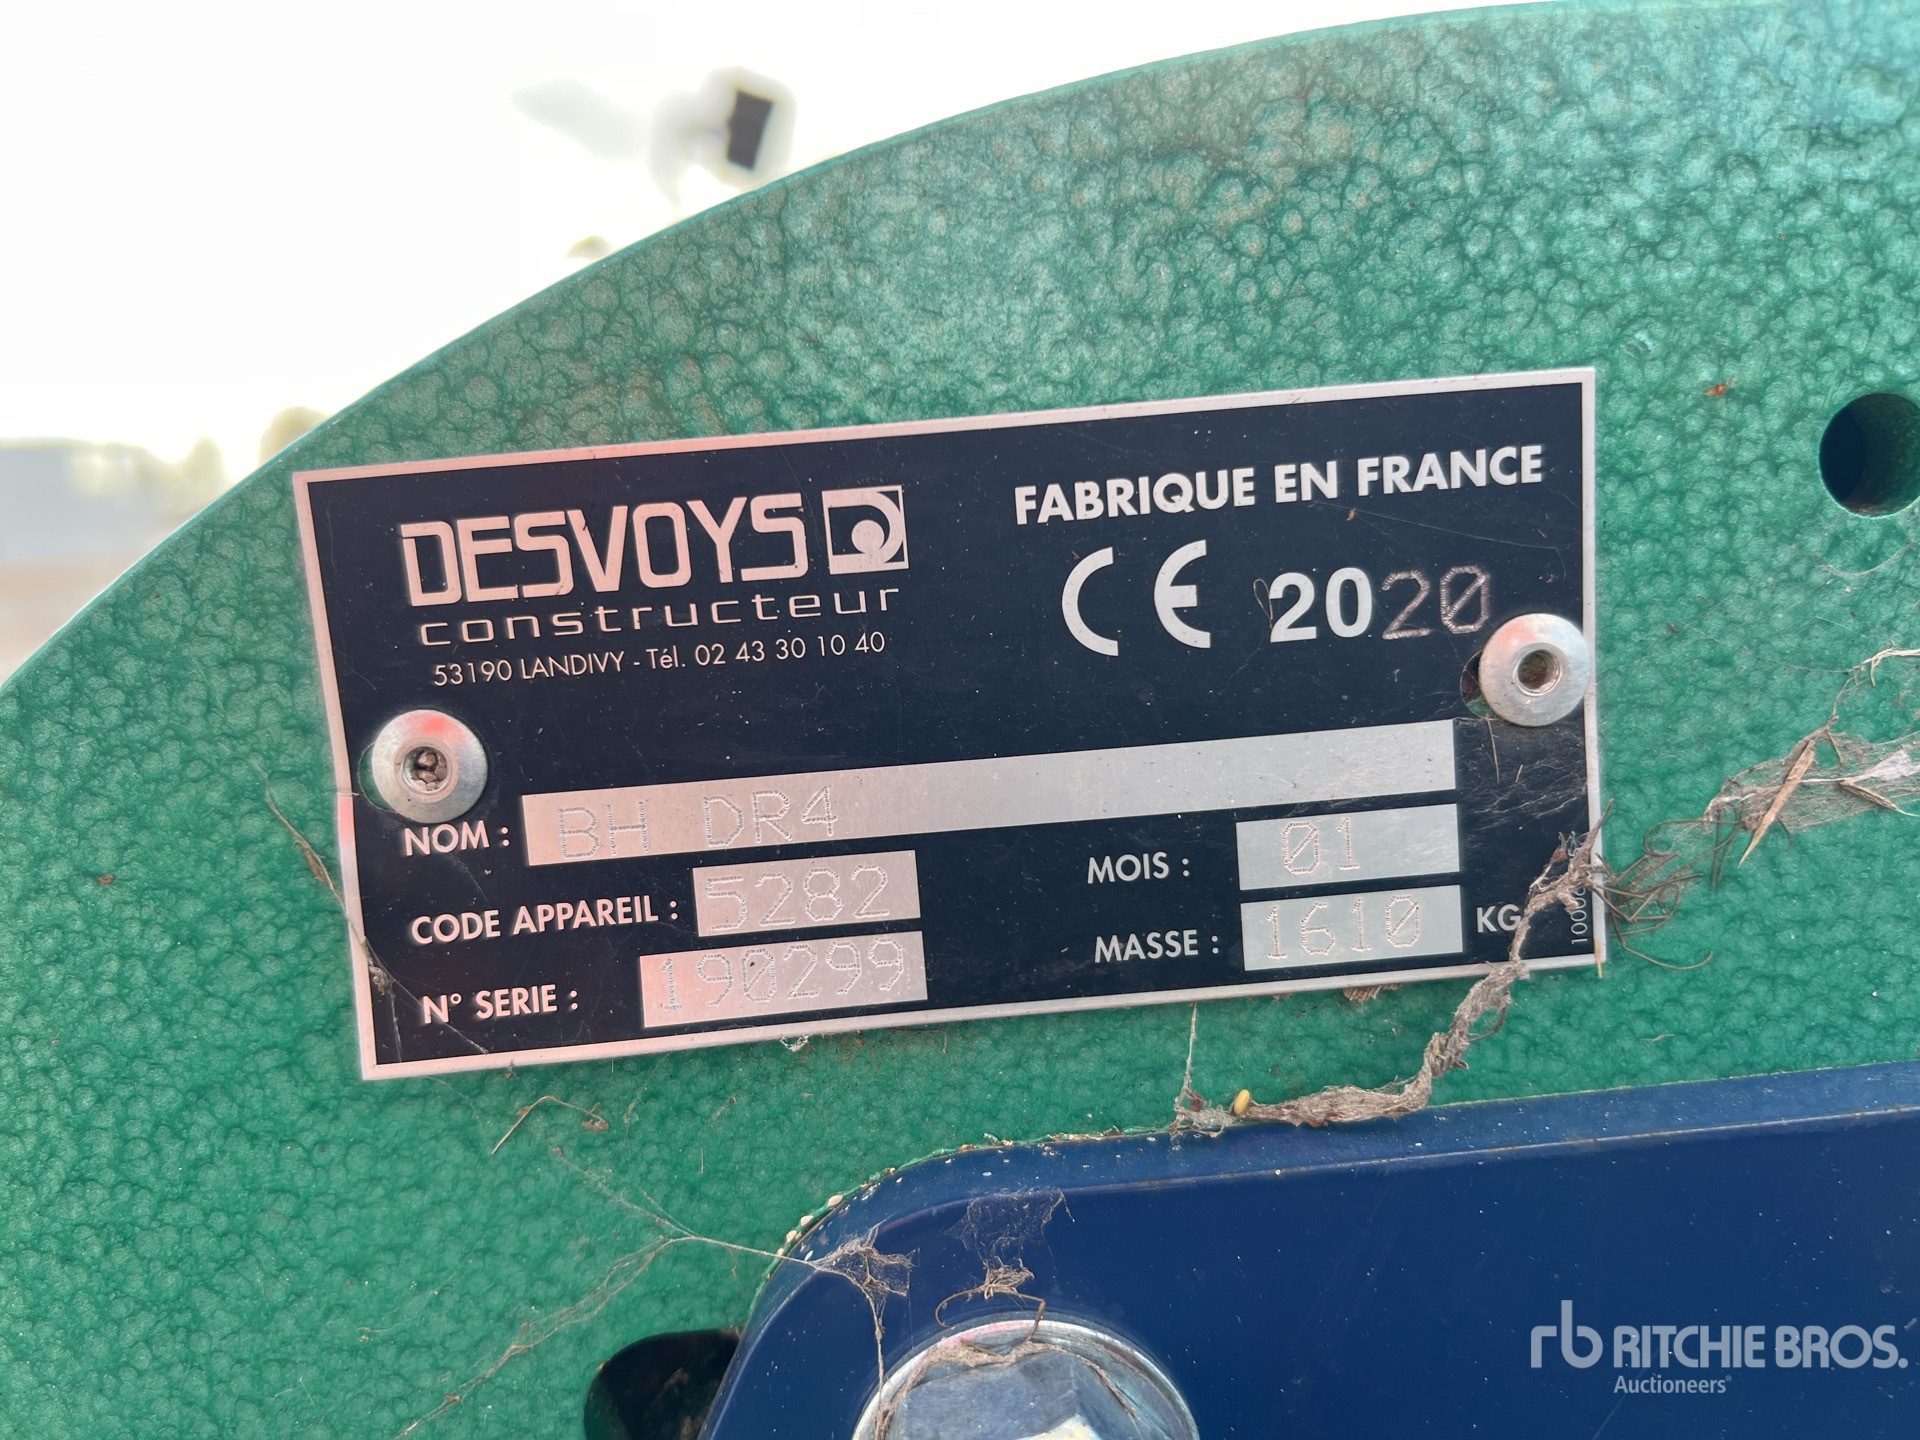 DESVOYS
constructeur
53190 LANDIVY - Tél. 02 43 30 10 40
FABRIQUE EN FRANCE
CE 2020
NOM : BH DR4
CODE APPAREIL : 5282
MOIS : 01
N° SERIE : 190299
MASSE : 1610 KG
rb RITCHIE BROS.
Auctioneers